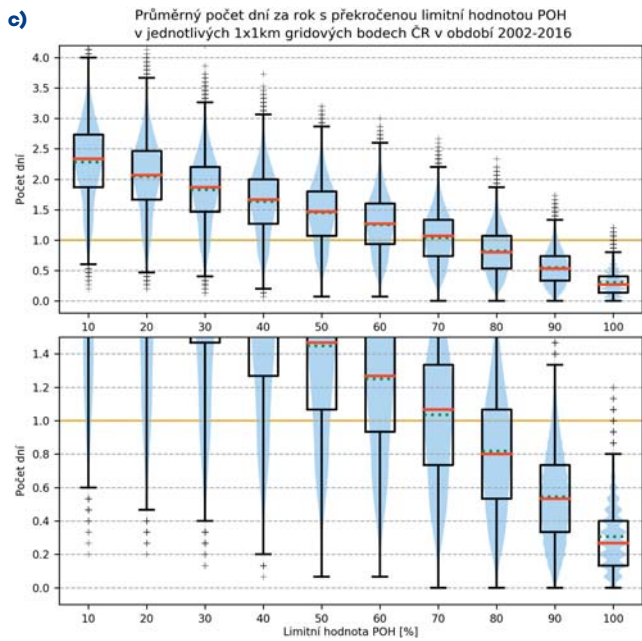 c)
Průměrný počet dní za rok s překročenou limitní hodnotou POH
v jednotlivých 1x1km gridových bodech ČR v období 2002-2016
4.0
3.5
3.0
2.5
2.0
1.5
1.0
0.5
0.0
Počet dní
10 20 30 40 50 60 70 80 90 100
1.4
1.2
1.0
0.8
0.6
0.4
0.2
0.0
Počet dní
10 20 30 40 50 60 70 80 90 100
Limitní hodnota POH [%]